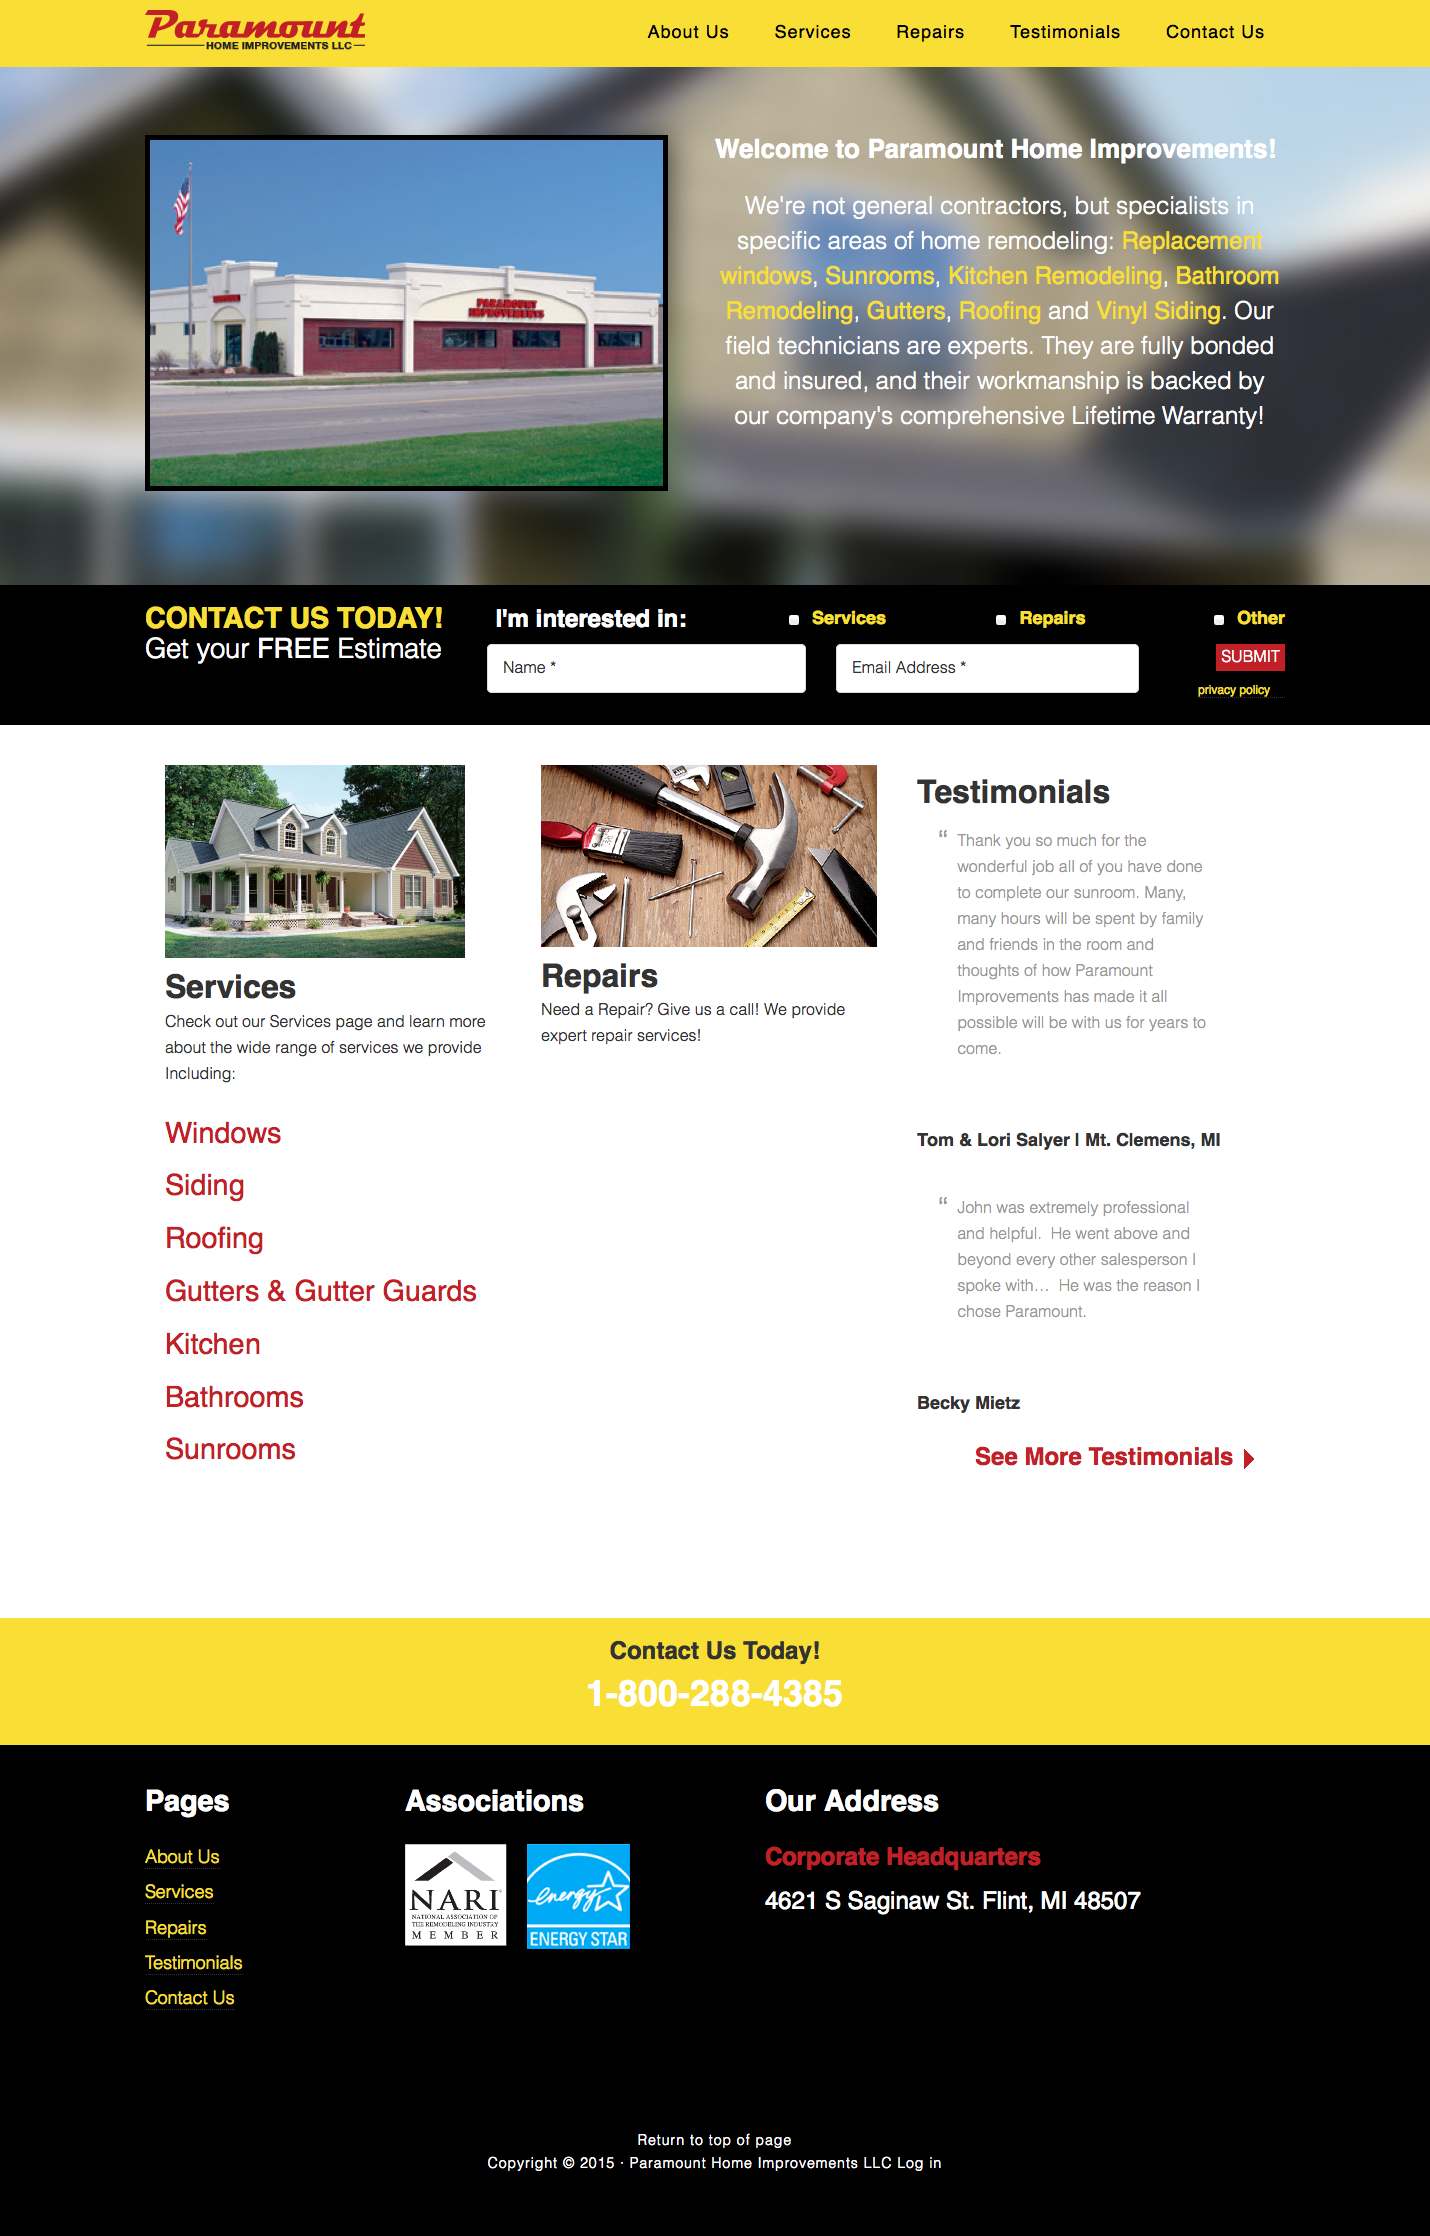 Paramount
HOME IMPROVEMENTS LLC
About Us
Services
Repairs
Testimonials
Contact Us
PARAMOUNT
IMPROVEMENTS
Welcome to Paramount Home Improvements!
We're not general contractors, but specialists in
specific areas of home remodeling: Replacement
windows, Sunrooms, Kitchen Remodeling, Bathroom
Remodeling, Gutters, Roofing and Vinyl Siding. Our
field technicians are experts. They are fully bonded
and insured, and their workmanship is backed by
our company's comprehensive Lifetime Warranty!
CONTACT US TODAY!
Get your FREE Estimate
I'm interested in:
Services
Repairs
Other
Name *
Email Address *
SUBMIT
privacy policy
Services
Check out our Services page and learn more
about the wide range of services we provide
Including:
Windows
Siding
Roofing
Gutters & Gutter Guards
Kitchen
Bathrooms
Sunrooms
Repairs
Need a Repair? Give us a call! We provide
expert repair services!
Testimonials
“ Thank you so much for the
wonderful job all of you have done
to complete our sunroom. Many,
many hours will be spent by family
and friends in the room and
thoughts of how Paramount
Improvements has made it all
possible will be with us for years to
come.
Tom & Lori Salyer | Mt. Clemens, MI
“ John was extremely professional
and helpful.  He went above and
beyond every other salesperson I
spoke with…  He was the reason I
chose Paramount.
Becky Mietz
See More Testimonials
Contact Us Today!
1-800-288-4385
Pages
About Us
Services
Repairs
Testimonials
Contact Us
Associations
NARI
NATIONAL ASSOCIATION OF
THE REMODELING INDUSTRY
MEMBER
energy
ENERGY STAR
Our Address
Corporate Headquarters
4621 S Saginaw St. Flint, MI 48507
Return to top of page
Copyright © 2015 · Paramount Home Improvements LLC Log in